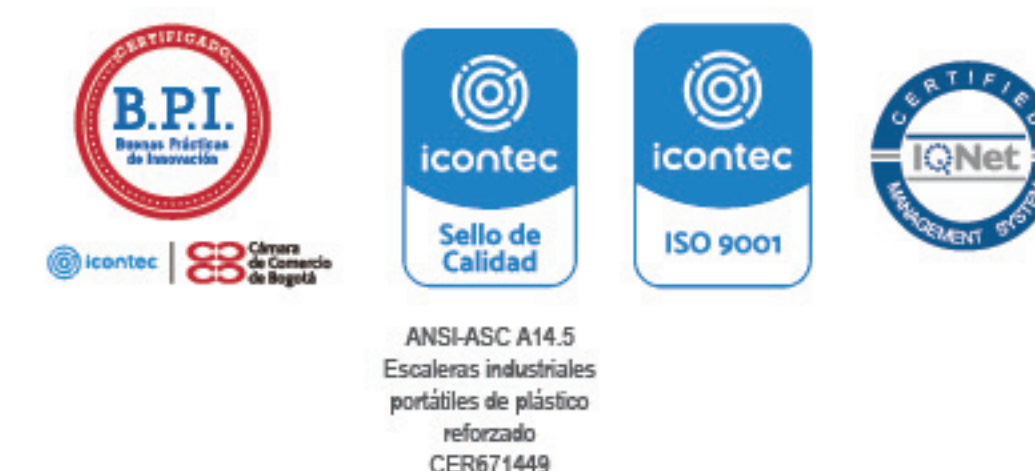 CERTIFICADO
B.P.I.
Buenas Prácticas
de Innovación
icontec
Cámara
de Comercio
de Bogotá
icontec
Sello de
Calidad
ANSI-ASC A14.5
Escaleras industriales
portátiles de plástico
reforzado
CER671449
icontec
ISO 9001
CERTIFIED
IQNet
MANAGEMENT SYSTEM